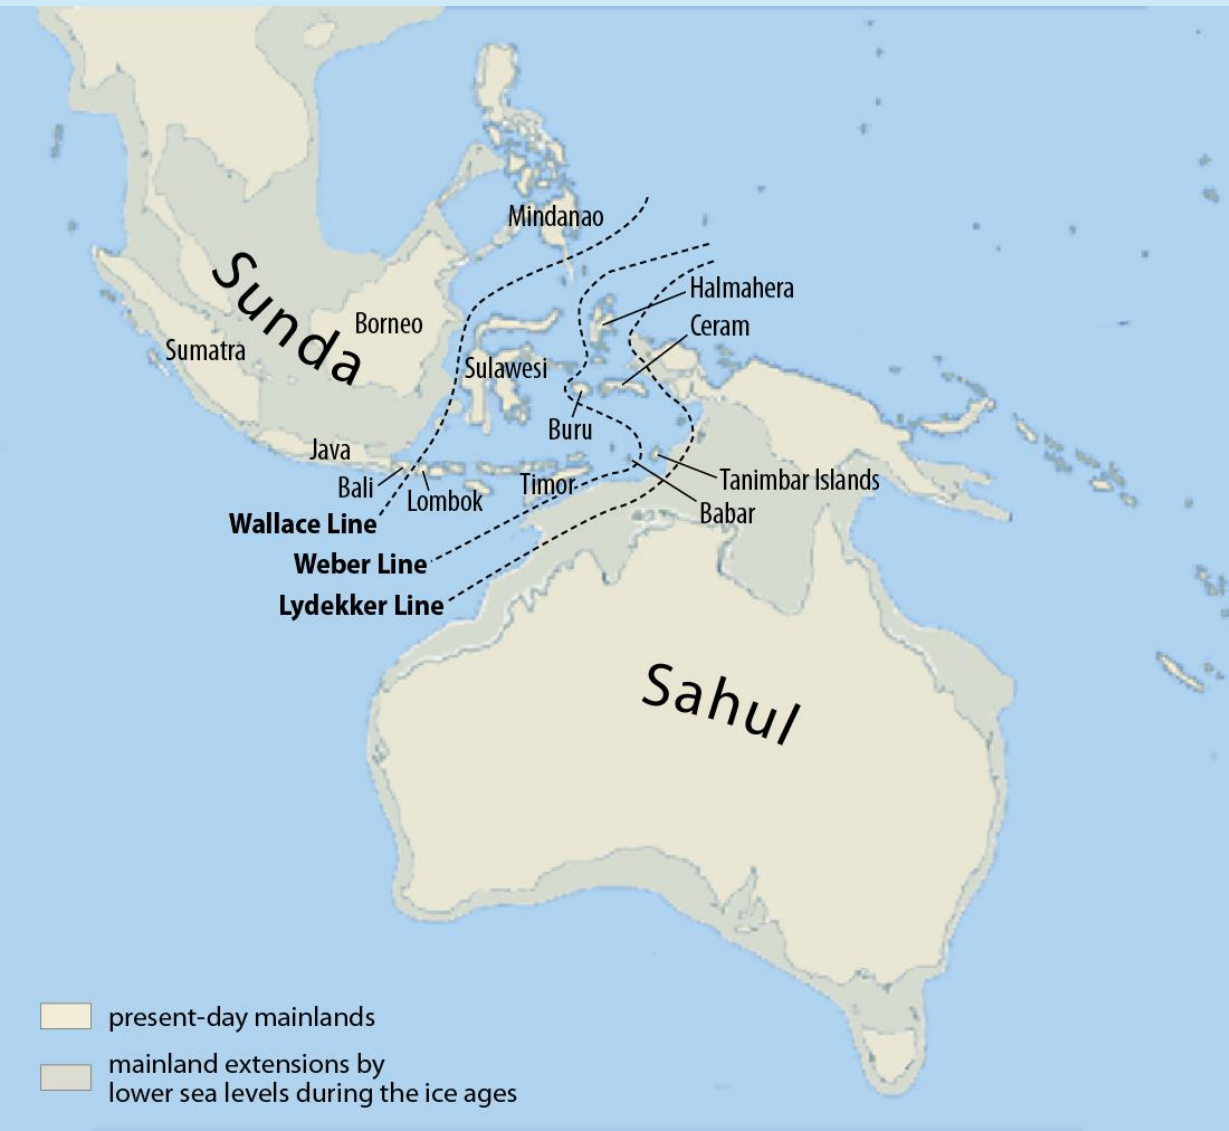 Mindanao
Halmahera
Sunda
Borneo
Ceram
Sumatra
Sulawesi
Buru
Java
Bali
Lombok
Timor
Tanimbar Islands
Babar
Wallace Line
Weber Line
Lydekker Line
Sahul
present-day mainlands
mainland extensions by
lower sea levels during the ice ages